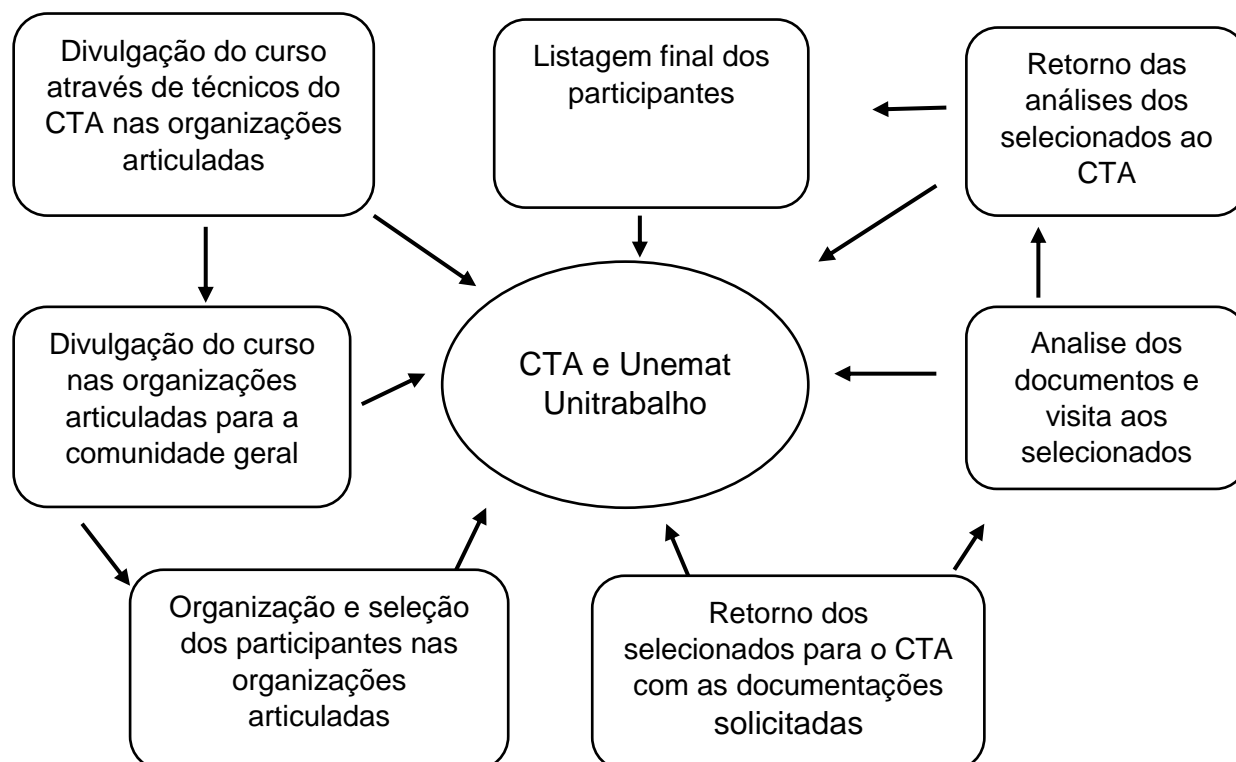 Divulgação do curso
através de técnicos do
CTA nas organizações
articuladas
Listagem final dos
participantes
Retorno das
análises dos
selecionados ao
CTA
Divulgação do curso
nas organizações
articuladas para a
comunidade geral
CTA e Unemat
Unitrabalho
Analise dos
documentos e
visita aos
selecionados
Organização e seleção
dos participantes nas
organizações
articuladas
Retorno dos
selecionados para o CTA
com as documentações
solicitadas